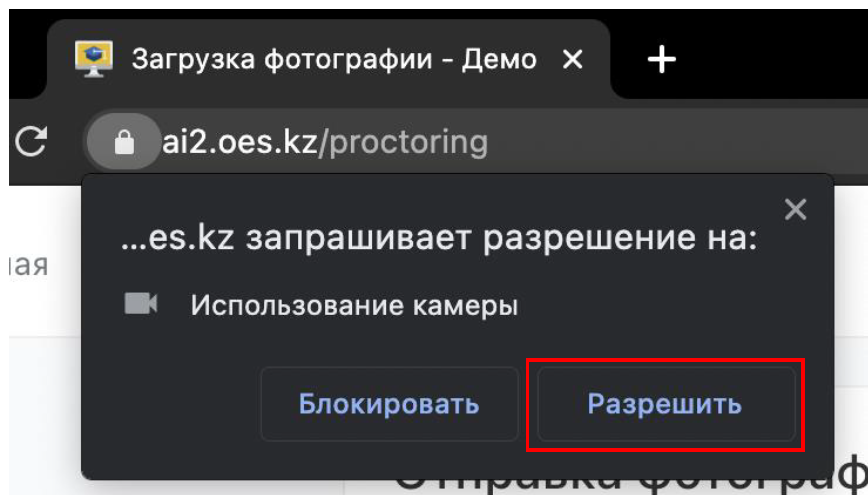 Загрузка фотографии - Демо
ai2.oes.kz/proctoring
...es.kz запрашивает разрешение на:
Использование камеры
Блокировать
Разрешить